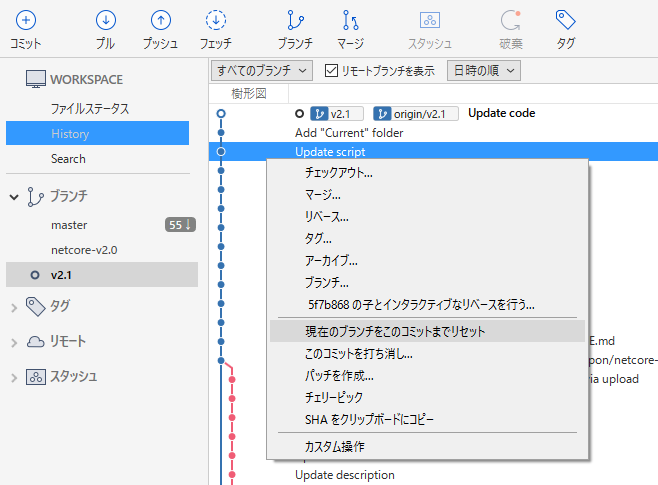 コミット
プル
プッシュ
フェッチ
ブランチ
マージ
スタッシュ
破棄
タグ
WORKSPACE
ファイルステータス
History
Search
ブランチ
master
55↓
netcore-v2.0
v2.1
タグ
リモート
スタッシュ
すべてのブランチ
リモートブランチを表示
日時の順
樹形図
v2.1 origin/v2.1 Update code
Add "Current" folder
Update script
チェックアウト...
マージ...
リベース...
タグ...
アーカイブ...
ブランチ...
5f7b868 の子とインタラクティブなリベースを行う...
現在のブランチをこのコミットまでリセット
このコミットを打ち消し...
パッチを作成...
チェリーピック
SHA をクリップボードにコピー
カスタム操作
E.md
pon/netcore-
via upload
Update description